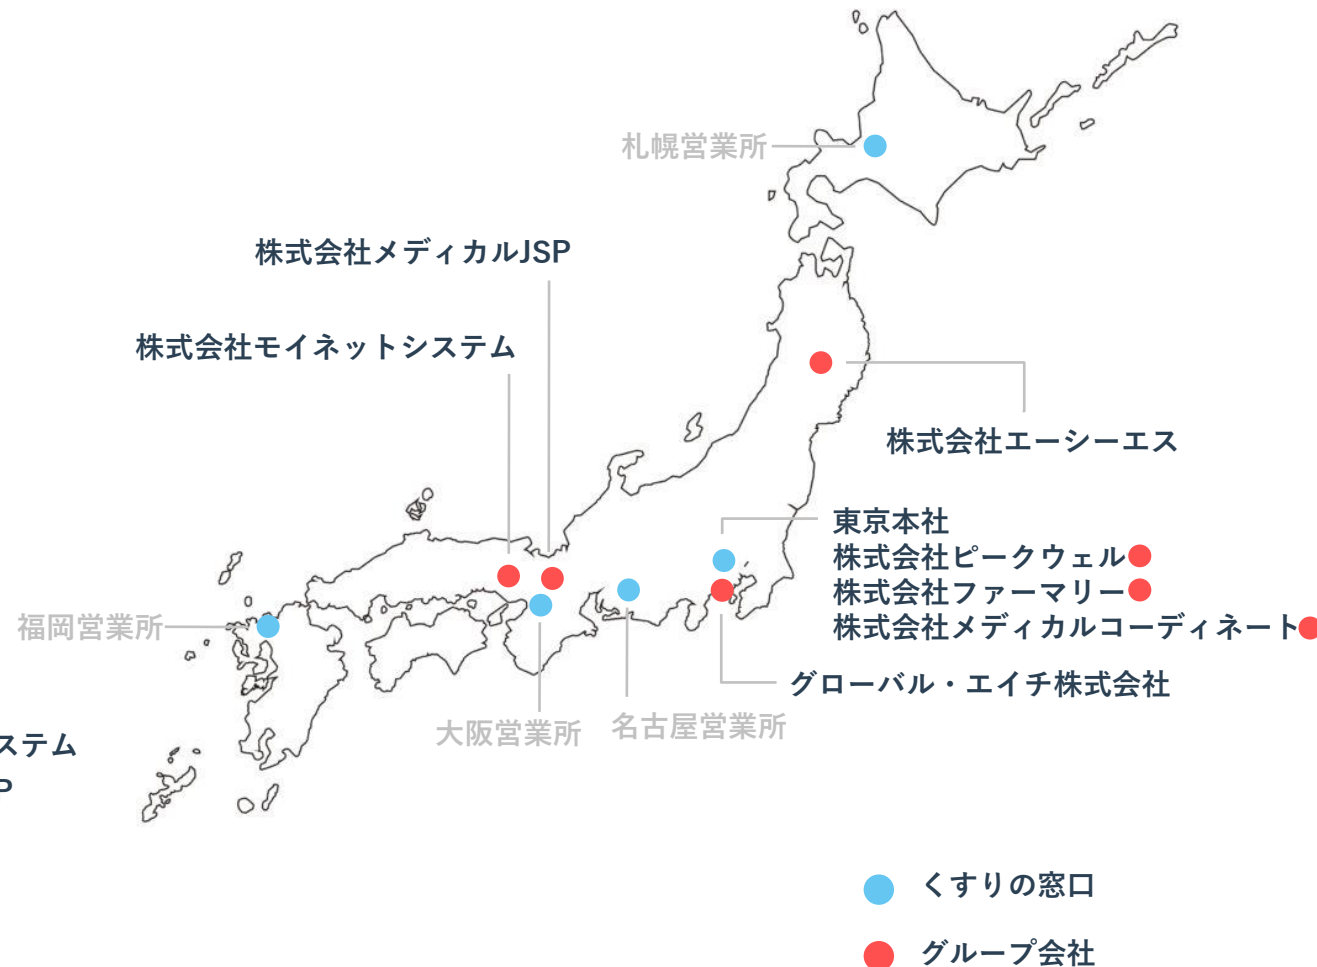 札幌営業所
株式会社メディカルJSP
株式会社モイネットシステム
株式会社エーシーエス
東京本社
株式会社ピークウェル
株式会社ファーマリー
株式会社メディカルコーディネート
福岡営業所
グローバル・エイチ株式会社
大阪営業所
名古屋営業所
ステム
P
くすりの窓口
グループ会社